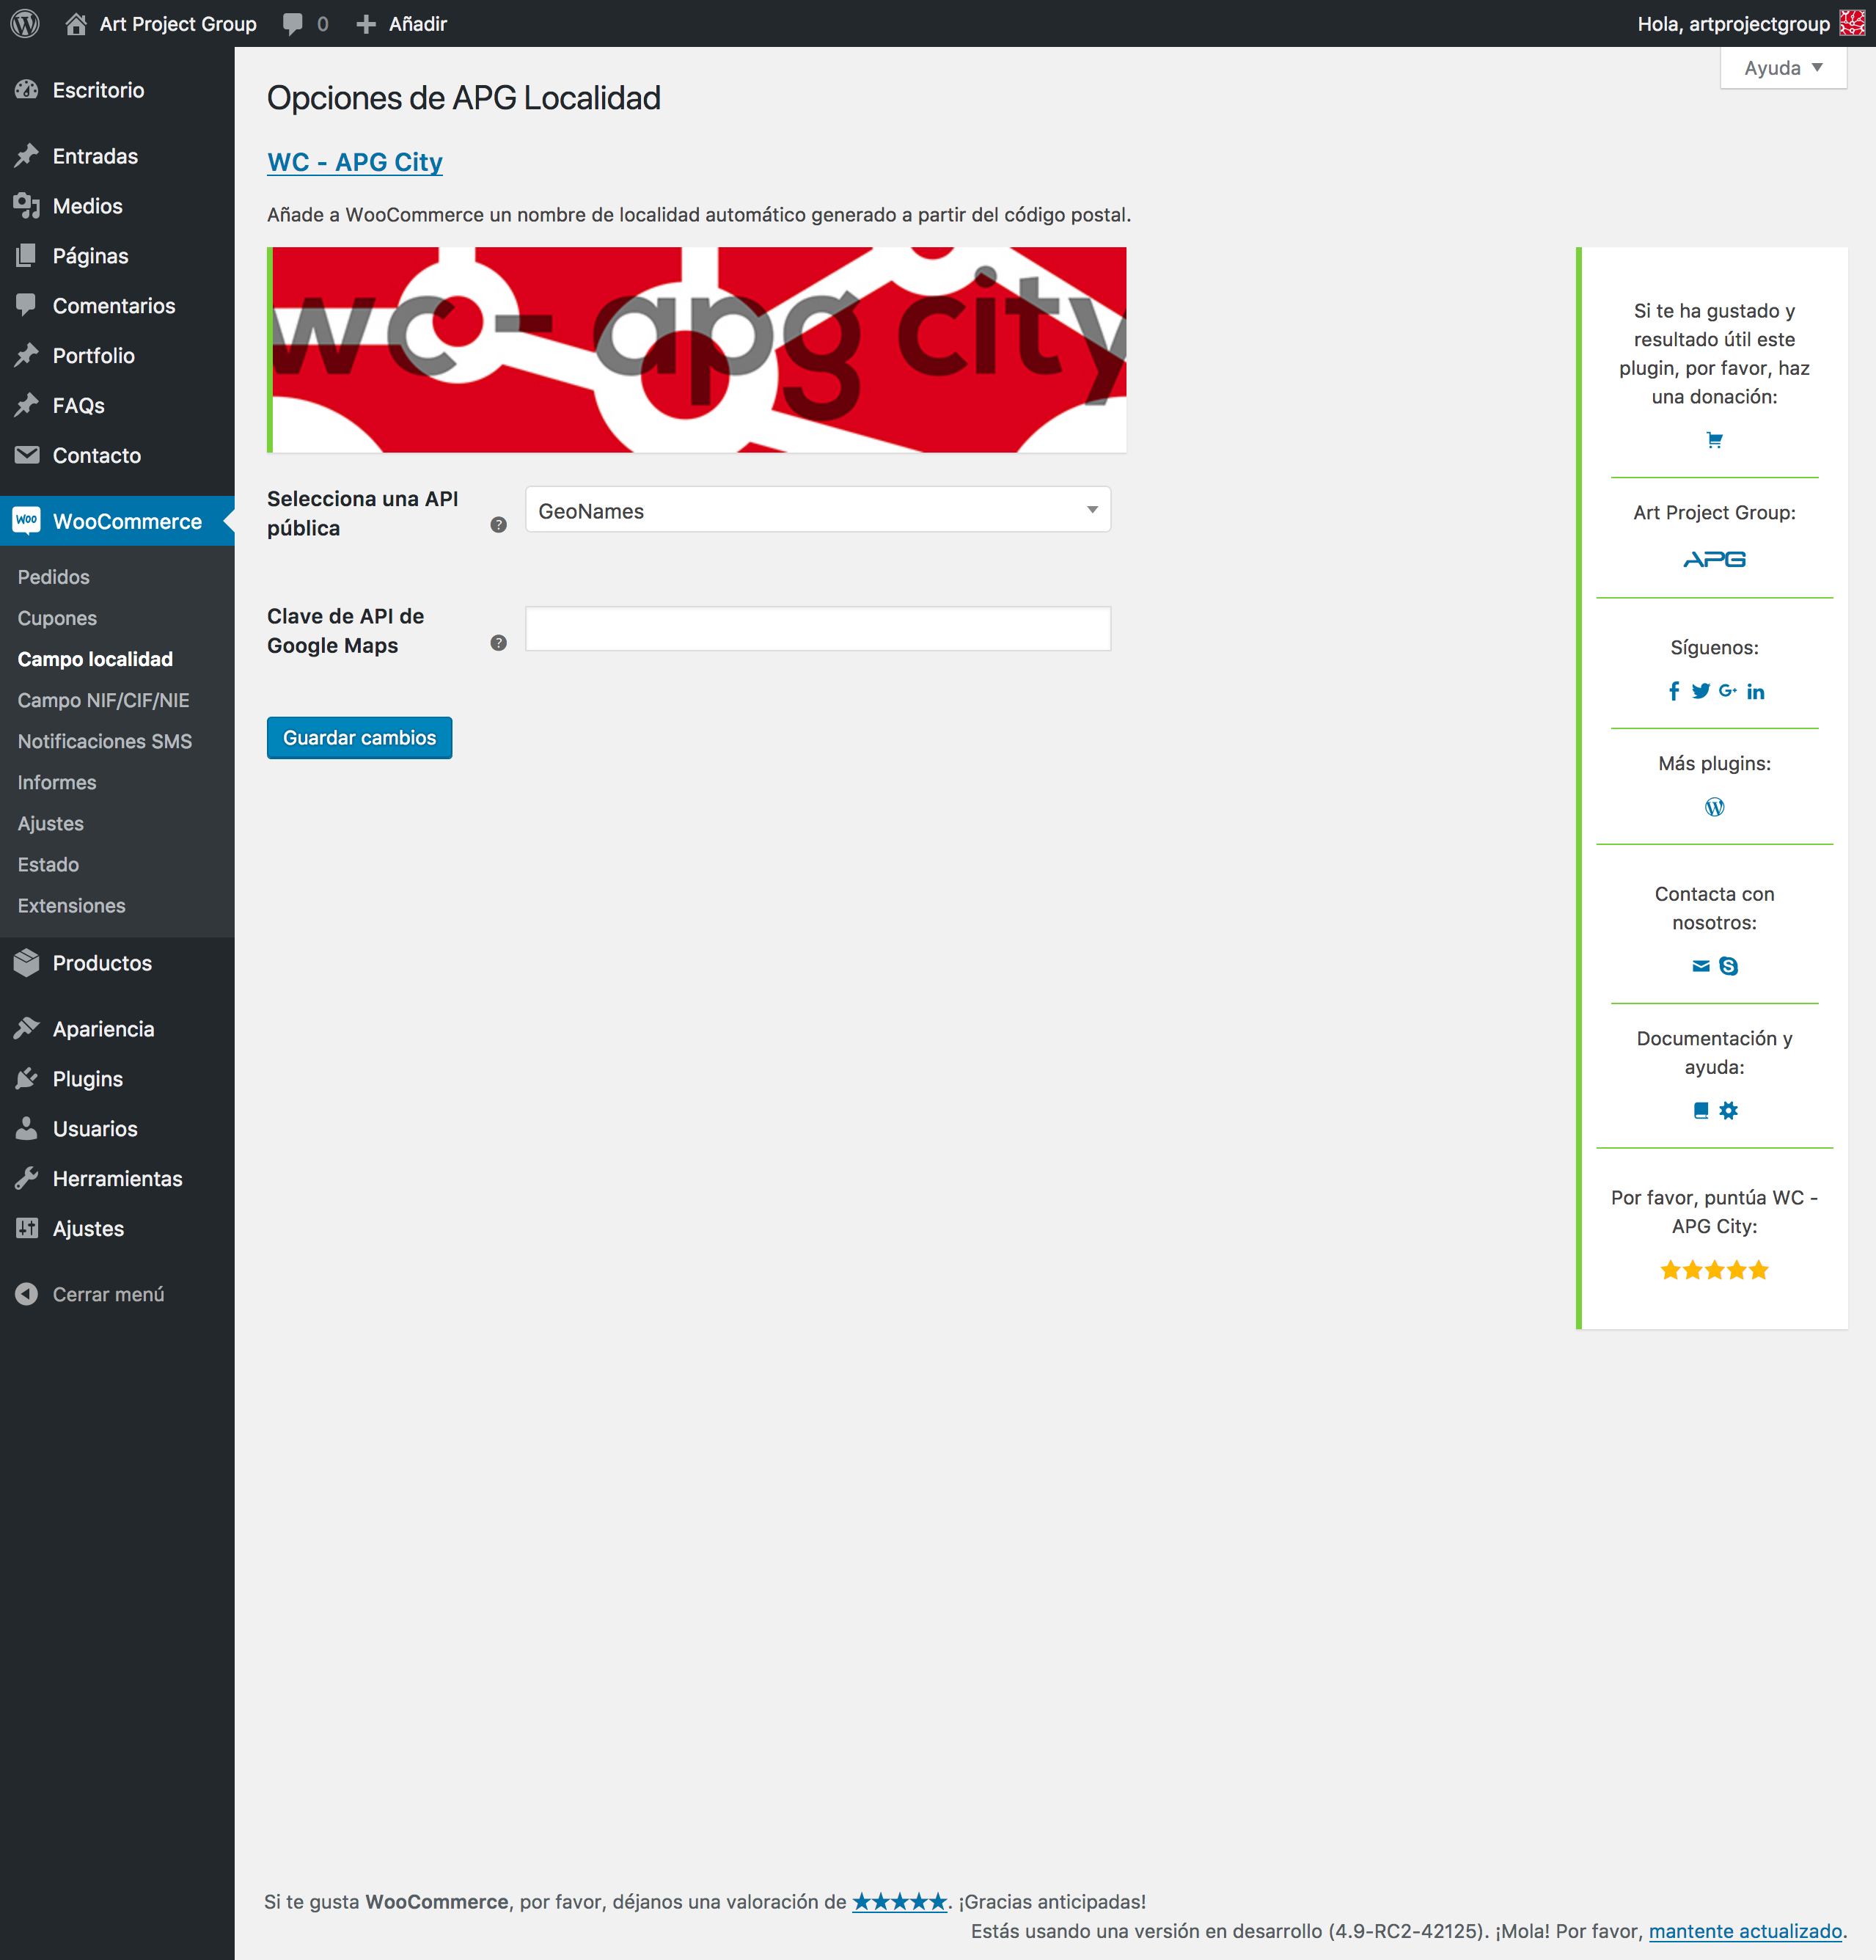 Art Project Group
0
Añadir
Hola, artprojectgroup
Ayuda
Escritorio
Entradas
Medios
Páginas
Comentarios
Portfolio
FAQs
Contacto
Woo
WooCommerce
Pedidos
Cupones
Campo localidad
Campo NIF/CIF/NIE
Notificaciones SMS
Informes
Ajustes
Estado
Extensiones
Productos
Apariencia
Plugins
Usuarios
Herramientas
Ajustes
Cerrar menú
Opciones de APG Localidad
WC - APG City
Añade a WooCommerce un nombre de localidad automático generado a partir del código postal.
wc - apg city
Selecciona una API
pública
?
GeoNames
Clave de API de
Google Maps
?
Guardar cambios
Si te ha gustado y
resultado útil este
plugin, por favor, haz
una donación:
Art Project Group:
APG
Síguenos:
Más plugins:
Contacta con
nosotros:
Documentación y
ayuda:
Por favor, puntúa WC -
APG City:
★★★★★
Si te gusta WooCommerce, por favor, déjanos una valoración de ★★★★★. ¡Gracias anticipadas!
Estás usando una versión en desarrollo (4.9-RC2-42125). ¡Mola! Por favor, mantente actualizado.